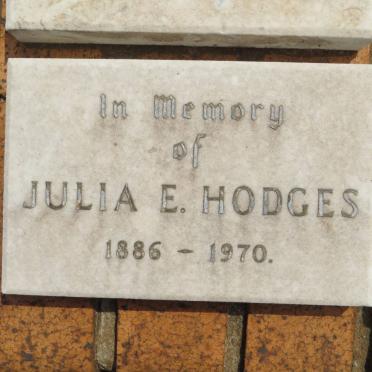 In Memory
of
JULIA E. HODGES
1886 - 1970.